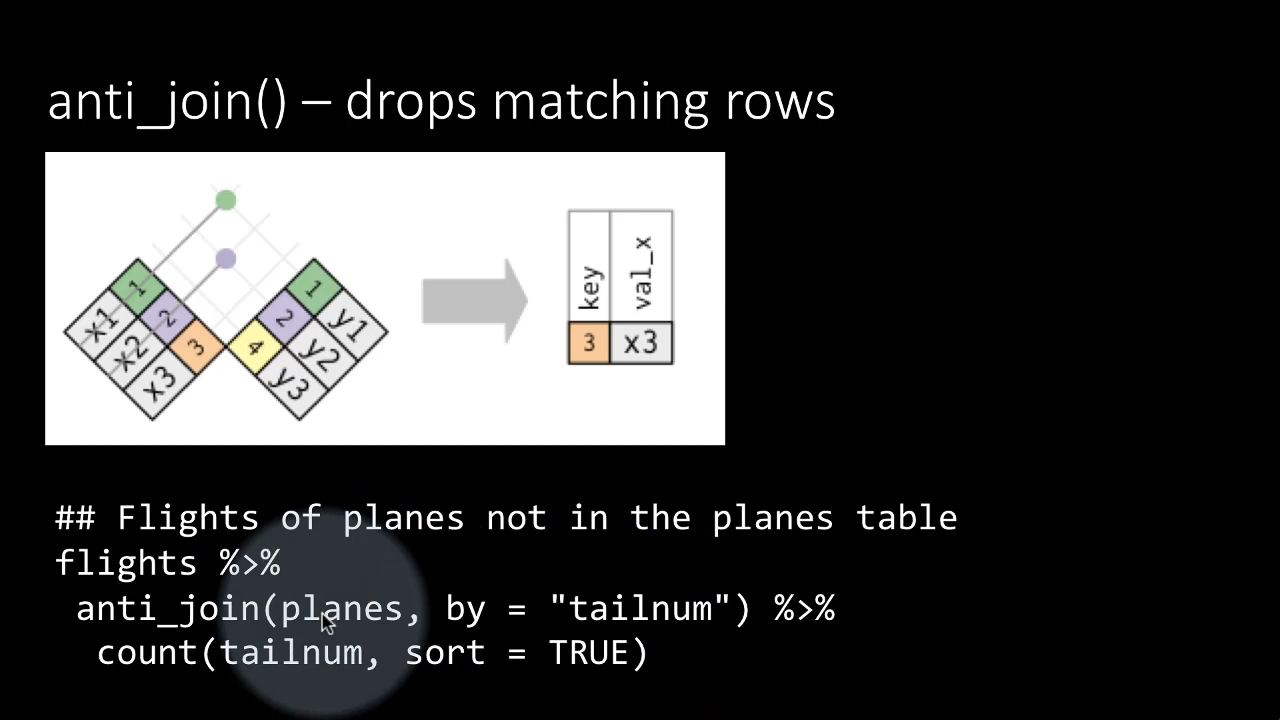 anti_join() – drops matching rows
1
1
x1
2
2
y1
key
val_x
x2
3
4
y2
3
x3
x3
y3
## Flights of planes not in the planes table
flights %>%
anti_join(planes, by = "tailnum") %>%
count(tailnum, sort = TRUE)